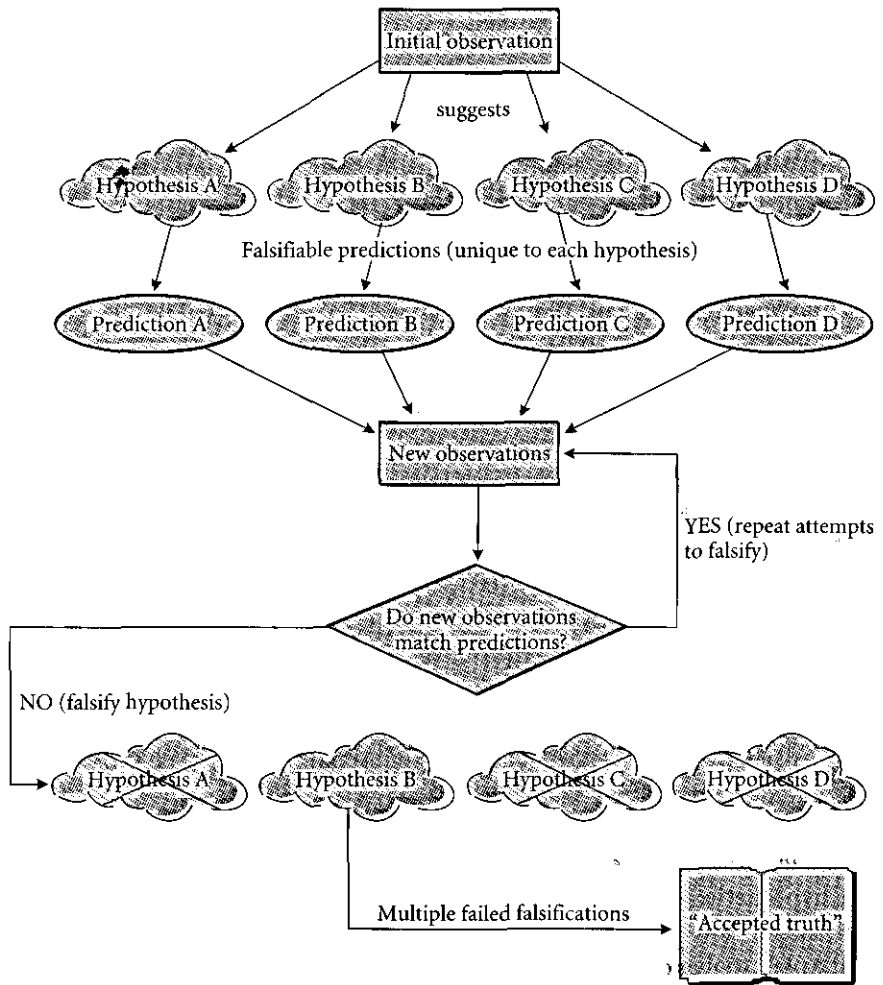 Initial observation
suggests
Hypothesis A
Hypothesis B
Hypothesis C
Hypothesis D
Falsifiable predictions (unique to each hypothesis)
Prediction A
Prediction B
Prediction C
Prediction D
New observations
YES (repeat attempts
to falsify)
Do new observations
match predictions?
NO (falsify hypothesis)
Hypothesis A
Hypothesis B
Hypothesis C
Hypothesis D
Multiple failed falsifications
“Accepted truth”